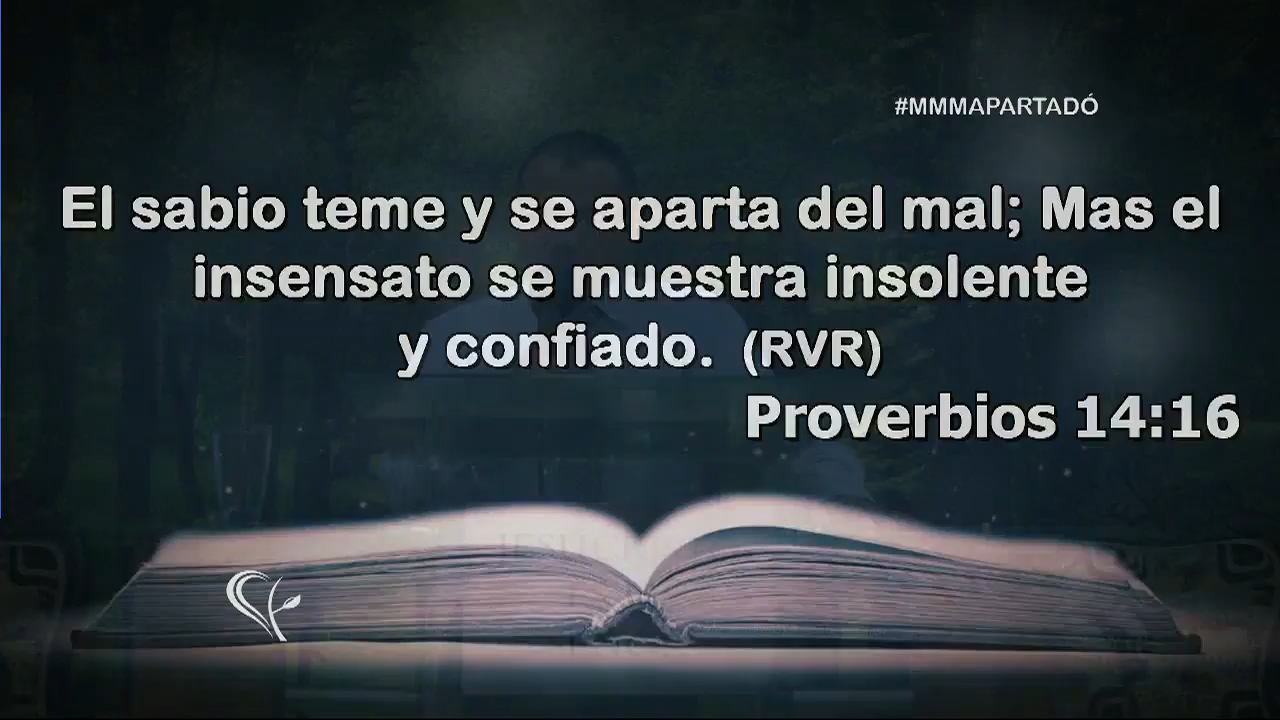 #MMMAPARTADÓ
El sabio teme y se aparta del mal; Mas el
insensato se muestra insolente
y confiado. (RVR)
Proverbios 14:16